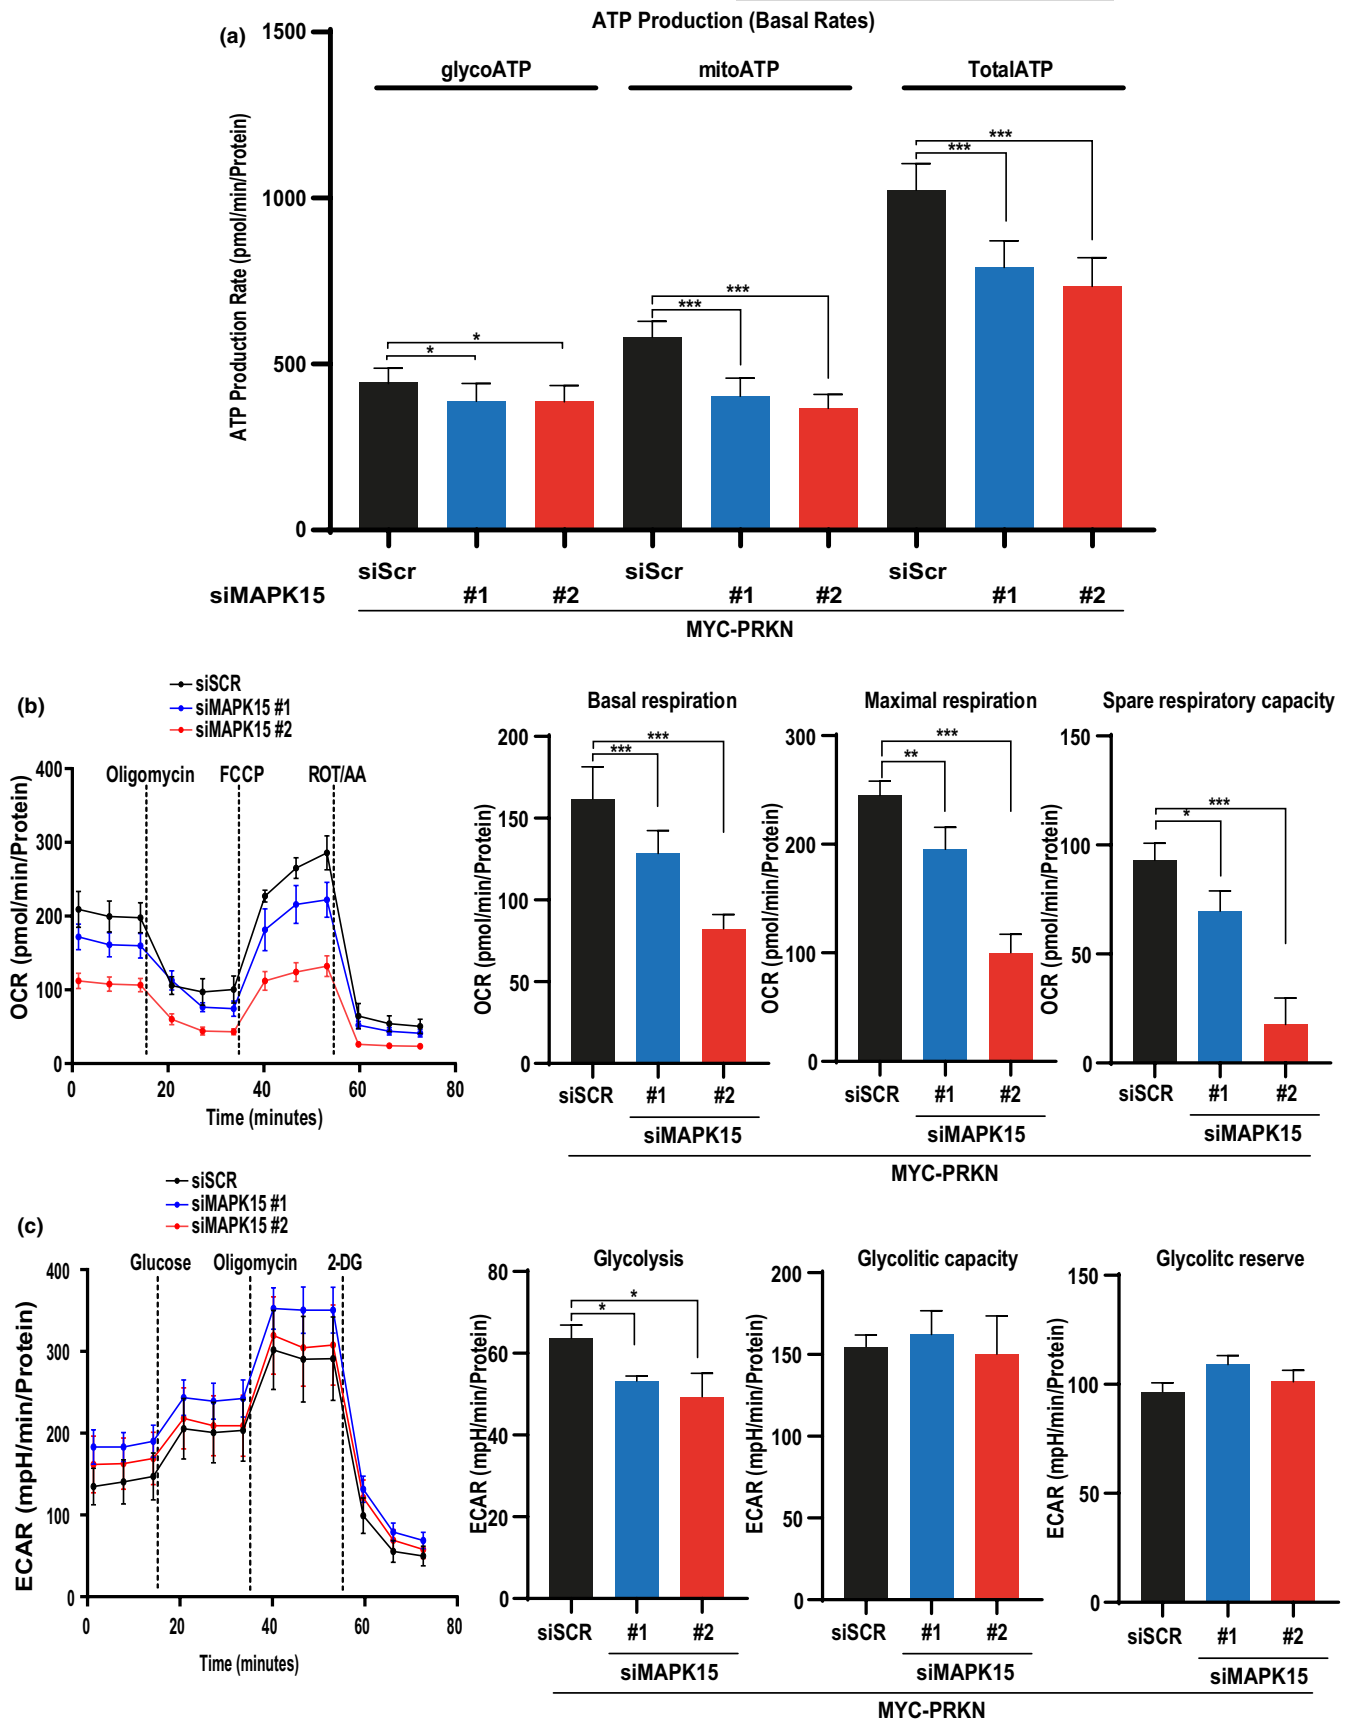 ATP Production (Basal Rates)
(a)
glycoATP mitoATP TotalATP
ATP Production Rate (pmol/min/Protein)
1500
1000
500
0
* *
*** ***
*** ***
siScr siScr siScr
siMAPK15 #1 #2 #1 #2 #1 #2
MYC-PRKN
(b)
siSCR
siMAPK15 #1
siMAPK15 #2
Oligomycin FCCP ROT/AA
OCR (pmol/min/Protein)
400
300
200
100
0
0 20 40 60 80
Time (minutes)
Basal respiration
OCR (pmol/min/Protein)
200
150
100
50
0
*** ***
siSCR #1 #2
siMAPK15
Maximal respiration
OCR (pmol/min/Protein)
300
200
100
0
** ***
siSCR #1 #2
siMAPK15
Spare respiratory capacity
OCR (pmol/min/Protein)
150
100
50
0
* ***
siSCR #1 #2
siMAPK15
MYC-PRKN
(c)
siSCR
siMAPK15 #1
siMAPK15 #2
Glucose Oligomycin 2-DG
ECAR (mpH/min/Protein)
400
300
200
100
0
0 20 40 60 80
Time (minutes)
Glycolysis
ECAR (mpH/min/Protein)
80
60
40
20
0
* *
siSCR #1 #2
siMAPK15
Glycolitic capacity
ECAR (mpH/min/Protein)
200
150
100
50
0
siSCR #1 #2
siMAPK15
Glycolitc reserve
ECAR (mpH/min/Protein)
150
100
50
0
siSCR #1 #2
siMAPK15
MYC-PRKN